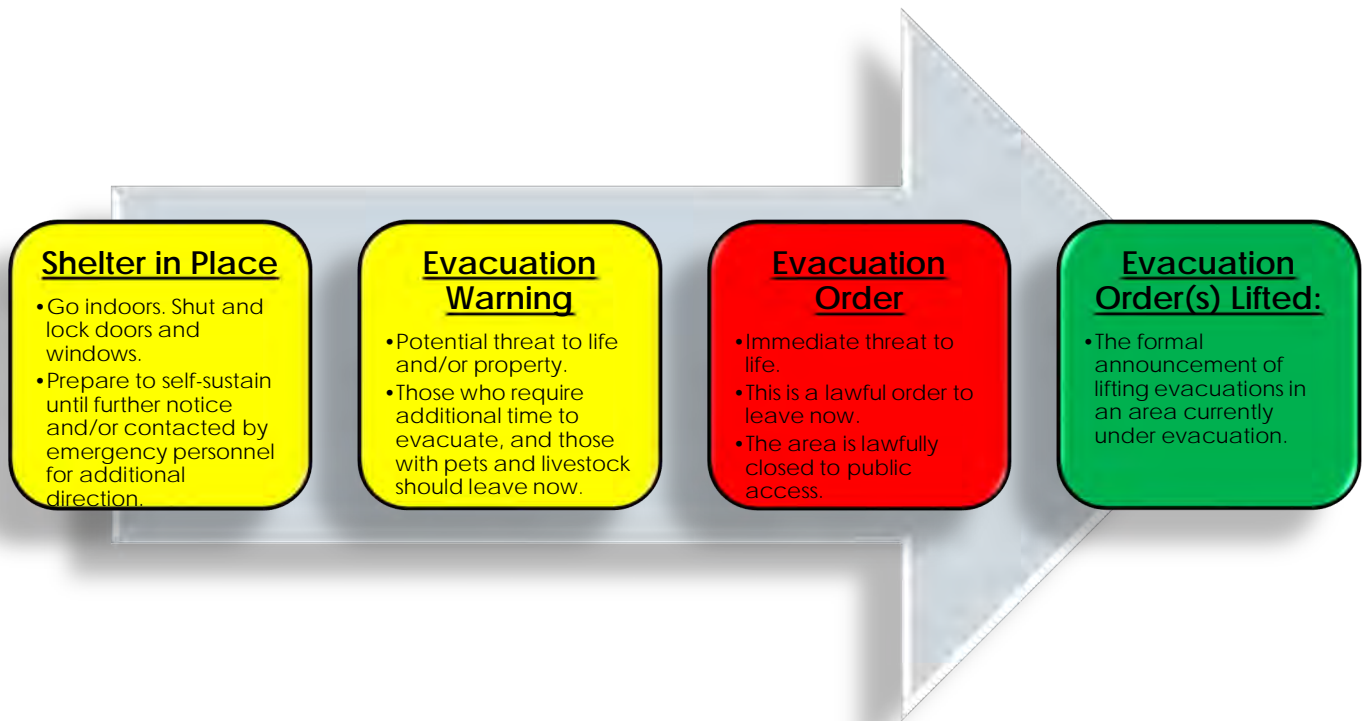 Shelter in Place
•Go indoors. Shut and
lock doors and
windows.
•Prepare to self-sustain
until further notice
and/or contacted by
emergency personnel
for additional
direction.
Evacuation
Warning
•Potential threat to life
and/or property.
•Those who require
additional time to
evacuate, and those
with pets and livestock
should leave now.
Evacuation
Order
•Immediate threat to
life.
•This is a lawful order to
leave now.
•The area is lawfully
closed to public
access.
Evacuation
Order(s) Lifted:
•The formal
announcement of
lifting evacuations in
an area currently
under evacuation.